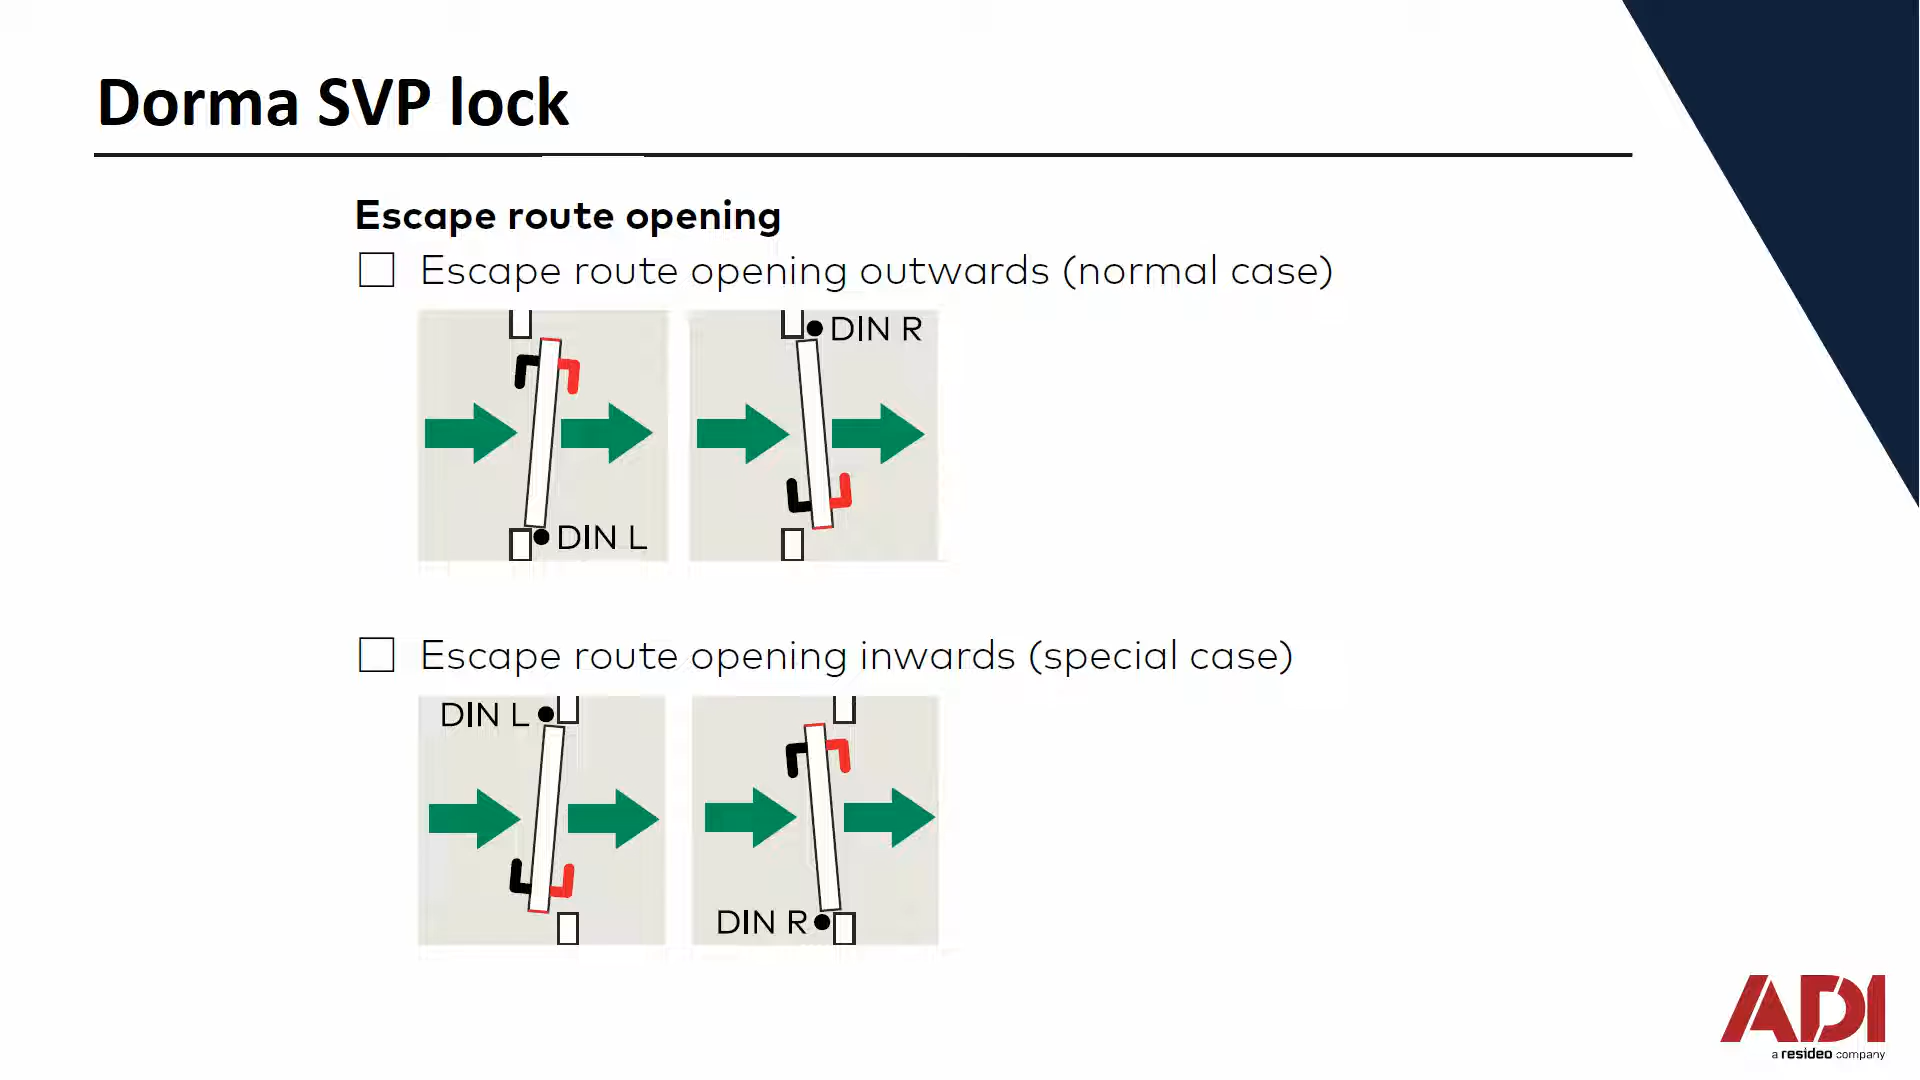 Dorma SVP lock
Escape route opening
Escape route opening outwards (normal case)
DIN L
DIN R
Escape route opening inwards (special case)
DIN L
DIN R
ADI
a resideo company